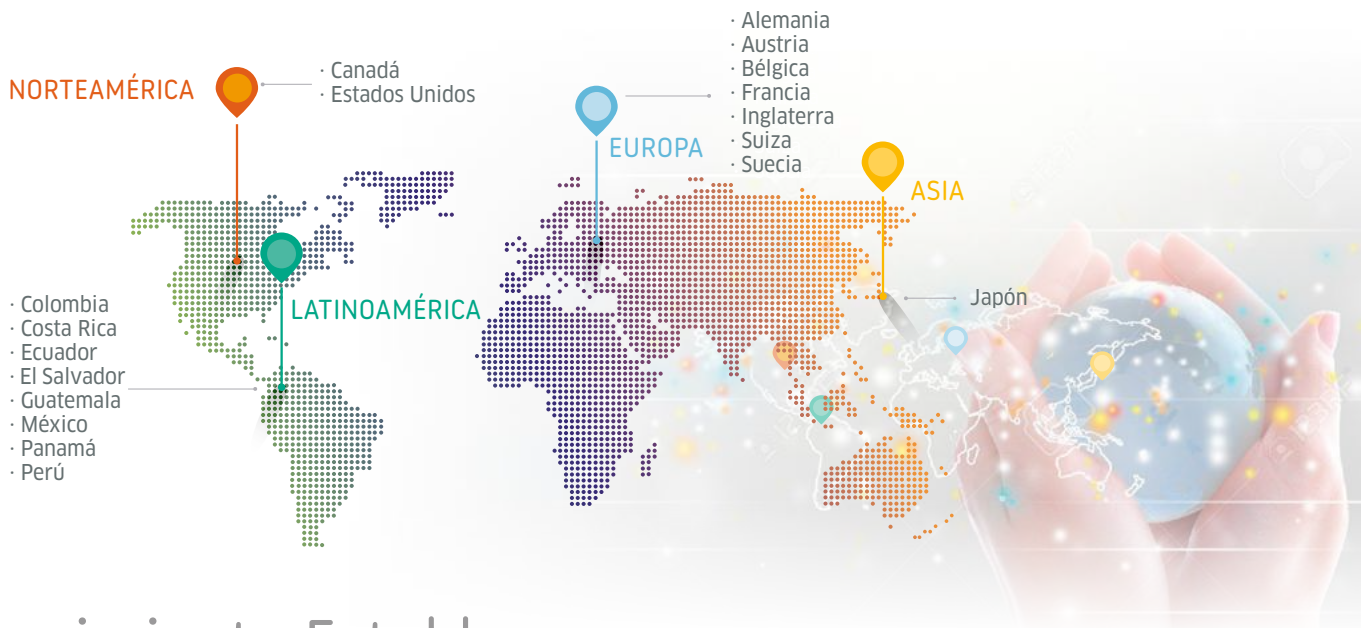 NORTEAMÉRICA
· Canadá
· Estados Unidos
EUROPA
· Alemania
· Austria
· Bélgica
· Francia
· Inglaterra
· Suiza
· Suecia
ASIA
Japón
LATINOAMÉRICA
· Colombia
· Costa Rica
· Ecuador
· El Salvador
· Guatemala
· México
· Panamá
· Perú